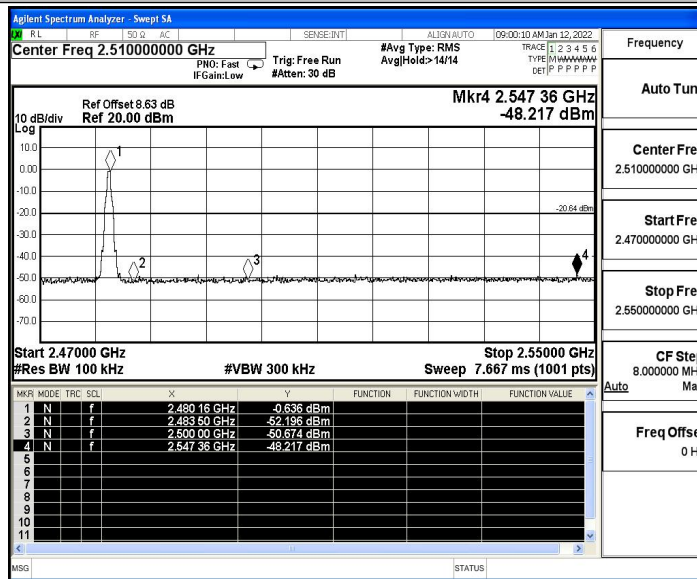 Agilent Spectrum Analyzer - Swept SA
RL RF 50 Ω AC SENSE:INT ALIGN AUTO 09:00:10 AM Jan 12, 2022
Center Freq 2.510000000 GHz
PNO: Fast
IFGain:Low
Trig: Free Run
#Atten: 30 dB
#Avg Type: RMS
Avg|Hold:>14/14
TRACE 1 2 3 4 5 6
TYPE M
DET P P P P P P
Ref Offset 8.63 dB
10 dB/div Ref 20.00 dBm
Log
Mkr4 2.547 36 GHz
-48.217 dBm
10.0
0.00
-10.0
-20.0
-30.0
-40.0
-50.0
-60.0
-70.0
1
2
3
4
-20.64 dBm
Start 2.47000 GHz Stop 2.55000 GHz
#Res BW 100 kHz #VBW 300 kHz Sweep 7.667 ms (1001 pts)
MKR MODE TRC SCL X Y FUNCTION FUNCTION WIDTH FUNCTION VALUE
1 N f 2.480 16 GHz -0.636 dBm
2 N f 2.483 50 GHz -52.196 dBm
3 N f 2.500 00 GHz -50.674 dBm
4 N f 2.547 36 GHz -48.217 dBm
5
6
7
8
9
10
11
MSG STATUS
Frequency
Auto Tun
Center Fre
2.510000000 GH
Start Fre
2.470000000 GH
Stop Fre
2.550000000 GH
CF Ste
8.000000 MH
Auto Ma
Freq Offse
0 H